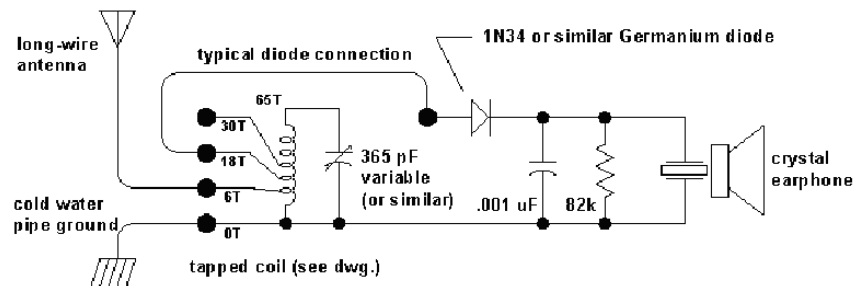 1N34 or similar Germanium diode
long-wire
antenna
typical diode connection
65T
30T
18T
6T
0T
365 pF
variable
(or similar)
crystal
earphone
cold water
pipe ground
.001 uF
82k
tapped coil (see dwg.)